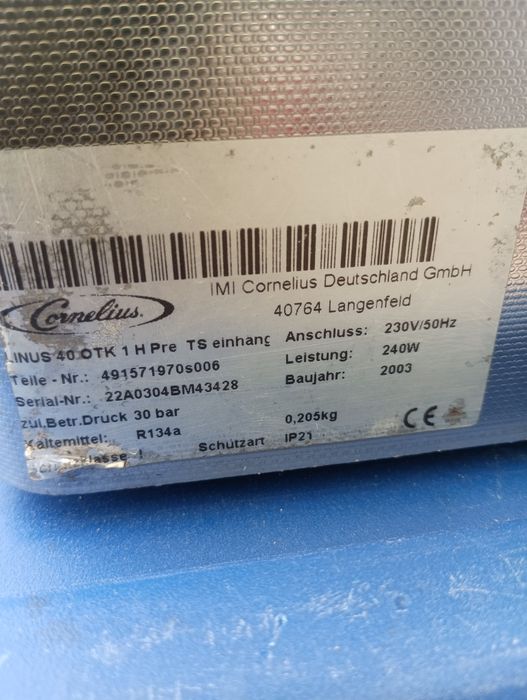 IMI Cornelius Deutschland GmbH
40764 Langenfeld
Cornelius.
LINUS 40 OTK 1 H Pre TS einhang
Anschluss: 230V/50Hz
Teile - Nr.: 491571970s006
Leistung: 240W
Serial-Nr.: 22A0304BM43428
Baujahr: 2003
zul.Betr.Druck 30 bar
0,205kg
CE
Kältemittel: R134a
Schutzart IP21
Schutzklasse I